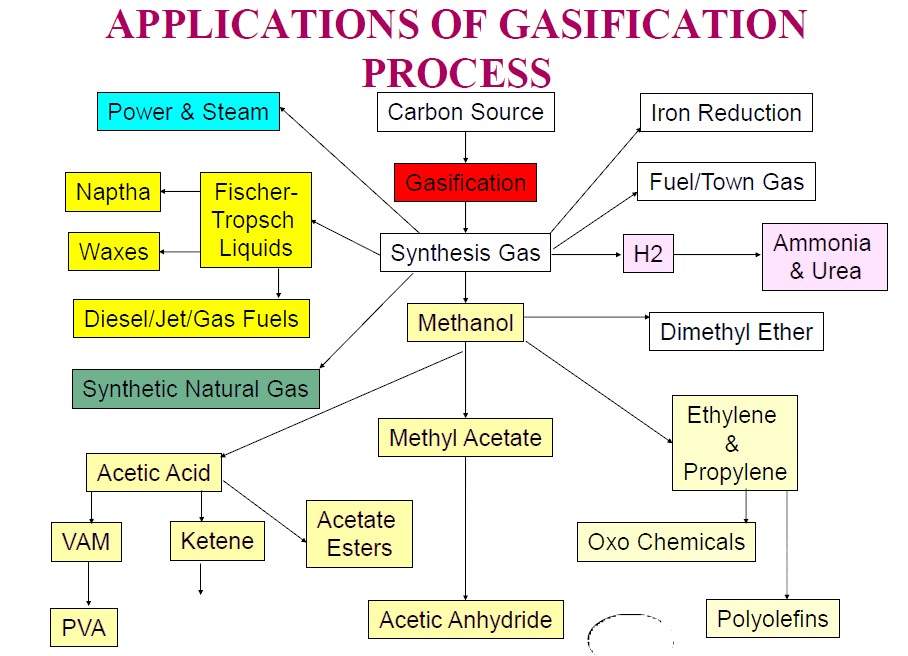 APPLICATIONS OF GASIFICATION
PROCESS
Power & Steam
Carbon Source
Iron Reduction
Gasification
Fuel/Town Gas
Naptha
Fischer-
Tropsch
Liquids
Waxes
Synthesis Gas
H2
Ammonia
& Urea
Diesel/Jet/Gas Fuels
Methanol
Dimethyl Ether
Synthetic Natural Gas
Methyl Acetate
Ethylene
&
Propylene
Acetic Acid
VAM
Ketene
Acetate
Esters
Oxo Chemicals
PVA
Acetic Anhydride
Polyolefins